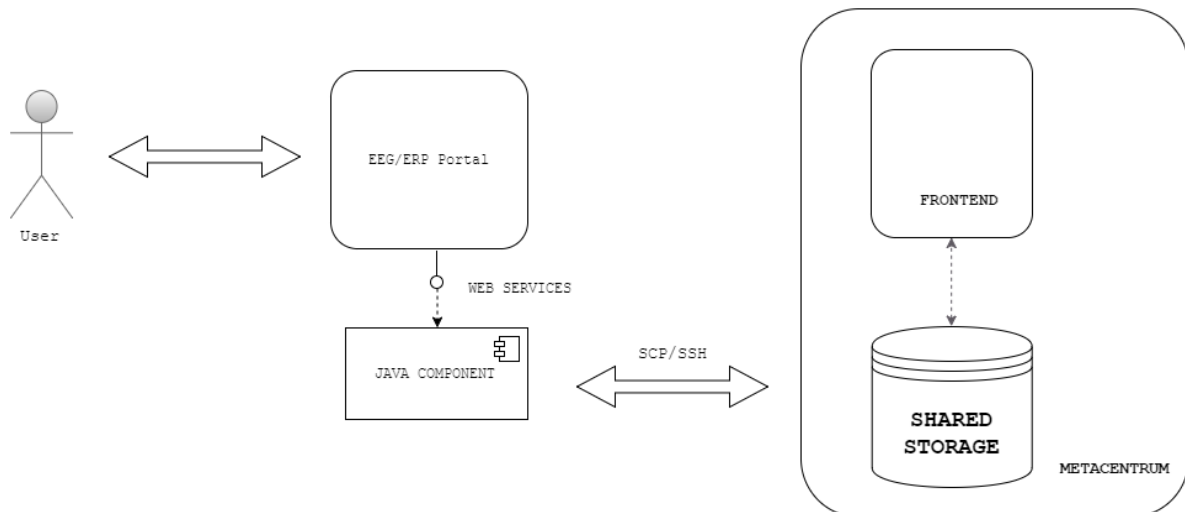 User
EEG/ERP Portal
WEB SERVICES
JAVA COMPONENT
SCP/SSH
FRONTEND
SHARED
STORAGE
METACENTRUM